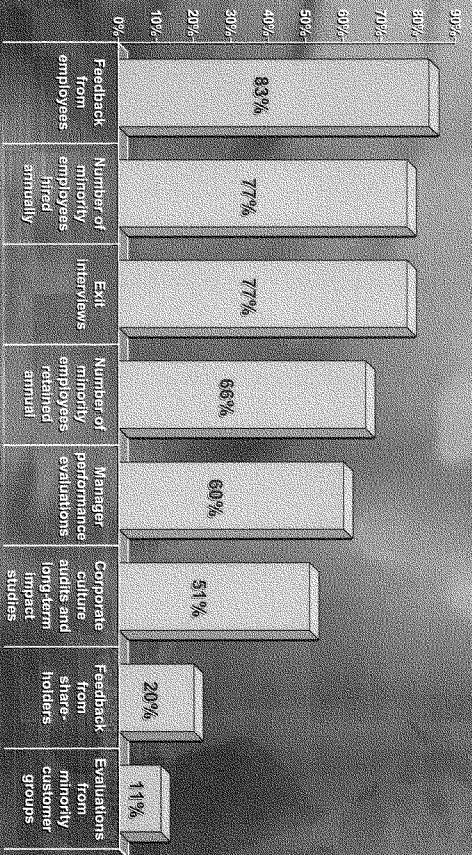 90%
80%
70%
60%
50%
40%
30%
20%
10%
0%
83%
77%
77%
66%
60%
51%
20%
11%
Feedback
from
employees
Number of
minority
employees
hired
annually
Exit
interviews
Number of
minority
employees
retained
annual
Manager
performance
evaluations
Corporate
culture
audits and
long-term
impact
studies
Feedback
from
share-
holders
Evaluations
from
minority
customer
groups